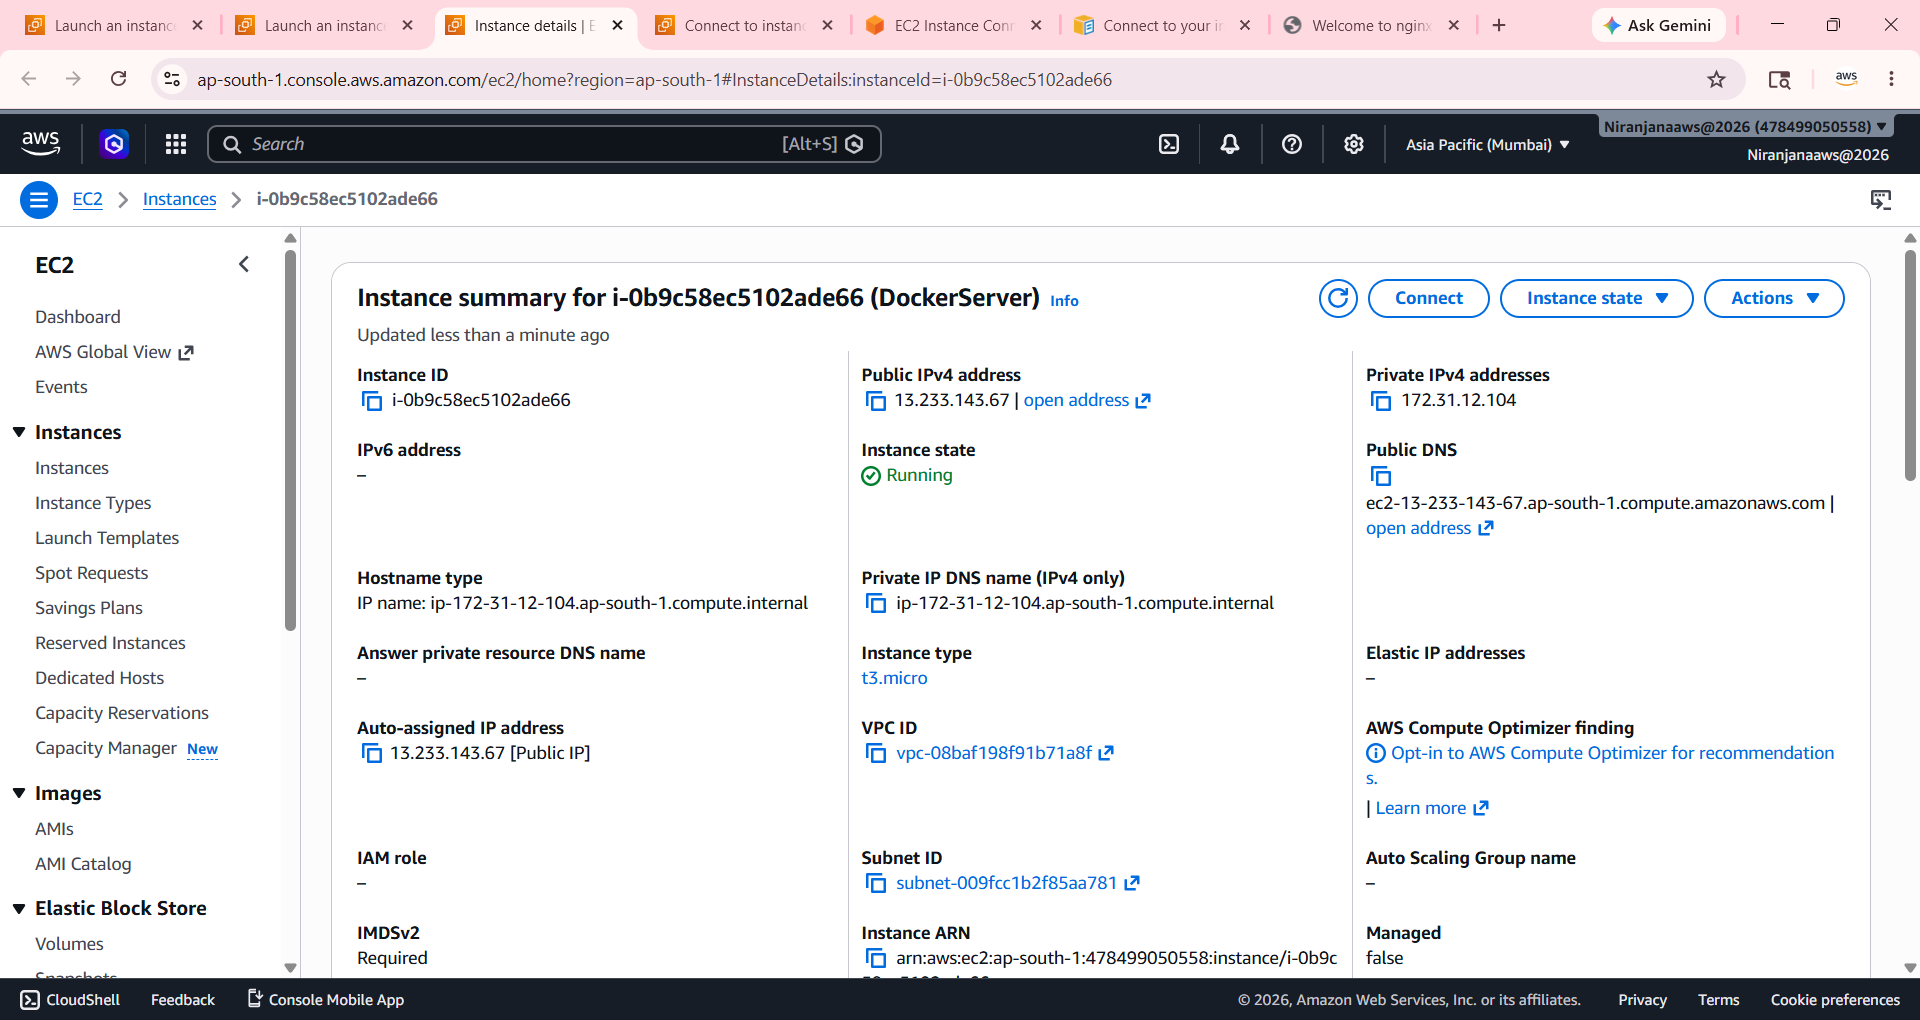 Launch an instanc
Launch an instanc
Instance details | E
Connect to instanc
EC2 Instance Conn
Connect to your in
Welcome to nginx
Ask Gemini
ap-south-1.console.aws.amazon.com/ec2/home?region=ap-south-1#InstanceDetails:instanceId=i-0b9c58ec5102ade66
aws
aws
Search
[Alt+S]
Asia Pacific (Mumbai)
Niranjanaaws@2026 (478499050558)
Niranjanaaws@2026
EC2
Instances
i-0b9c58ec5102ade66
EC2
Dashboard
AWS Global View
Events
Instances
Instances
Instance Types
Launch Templates
Spot Requests
Savings Plans
Reserved Instances
Dedicated Hosts
Capacity Reservations
Capacity Manager New
Images
AMIs
AMI Catalog
Elastic Block Store
Volumes
Snapshots
Instance summary for i-0b9c58ec5102ade66 (DockerServer) Info
Updated less than a minute ago
Connect
Instance state
Actions
Instance ID
i-0b9c58ec5102ade66
Public IPv4 address
13.233.143.67 | open address
Private IPv4 addresses
172.31.12.104
IPv6 address
–
Instance state
Running
Public DNS
ec2-13-233-143-67.ap-south-1.compute.amazonaws.com |
open address
Hostname type
IP name: ip-172-31-12-104.ap-south-1.compute.internal
Private IP DNS name (IPv4 only)
ip-172-31-12-104.ap-south-1.compute.internal
Answer private resource DNS name
–
Instance type
t3.micro
Elastic IP addresses
–
Auto-assigned IP address
13.233.143.67 [Public IP]
VPC ID
vpc-08baf198f91b71a8f
AWS Compute Optimizer finding
Opt-in to AWS Compute Optimizer for recommendation
s.
| Learn more
IAM role
–
Subnet ID
subnet-009fcc1b2f85aa781
Auto Scaling Group name
–
IMDSv2
Required
Instance ARN
arn:aws:ec2:ap-south-1:478499050558:instance/i-0b9c
Managed
false
CloudShell
Feedback
Console Mobile App
© 2026, Amazon Web Services, Inc. or its affiliates.
Privacy
Terms
Cookie preferences